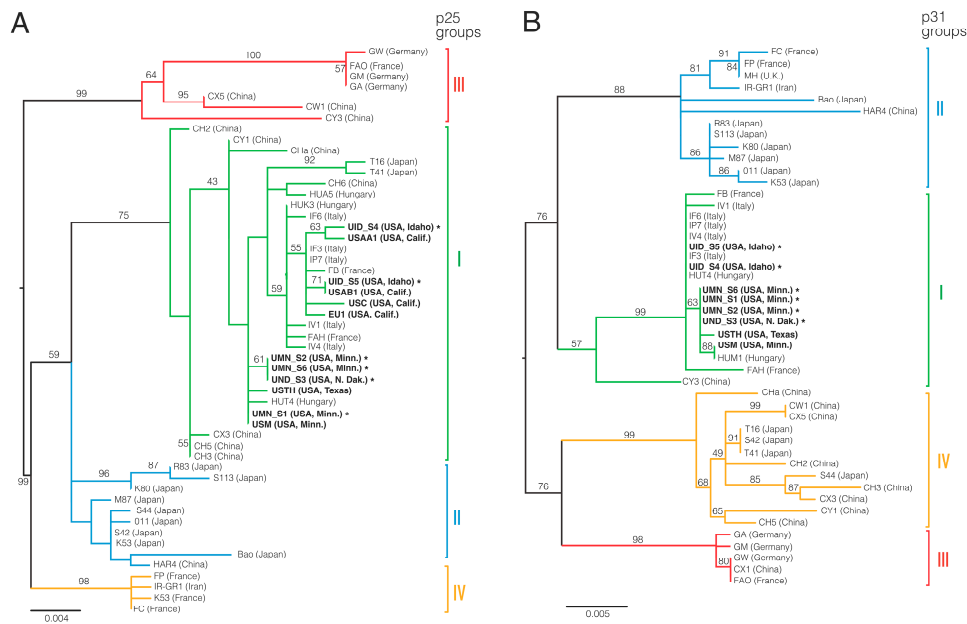 A
p25
groups
GW (Germany)
100
57
FAO (France)
GM (Germany)
GA (Germany)
64
99
95
CX5 (China)
CW1 (China)
CY3 (China)
III
CH2 (China)
CY1 (China)
CHa (China)
92
T16 (Japan)
T41 (Japan)
43
CH6 (China)
HUA5 (Hungary)
HUK3 (Hungary)
IF6 (Italy)
75
63
UID_S4 (USA, Idaho) *
USAA1 (USA, Calif.)
55
IF3 (Italy)
IP7 (Italy)
FB (France)
I
71
UID_S5 (USA, Idaho) *
USAB1 (USA, Calif.)
59
USC (USA, Calif.)
EU1 (USA, Calif.)
IV1 (Italy)
FAH (France)
IV4 (Italy)
61
UMN_S2 (USA, Minn.) *
UMN_S6 (USA, Minn.) *
UND_S3 (USA, N. Dak.) *
USTH (USA, Texas)
HUT4 (Hungary)
UMN_S1 (USA, Minn.) *
USM (USA, Minn.)
59
CX3 (China)
55
CH5 (China)
CH3 (China)
99
96
87
R83 (Japan)
S113 (Japan)
K80 (Japan)
M87 (Japan)
S44 (Japan)
011 (Japan)
S42 (Japan)
K53 (Japan)
Bao (Japan)
HAR4 (China)
II
98
FP (France)
IR-GR1 (Iran)
K53 (France)
FC (France)
IV
0.004
B
p31
groups
91
FC (France)
81
84
FP (France)
MH (U.K.)
IR-GR1 (Iran)
88
Bao (Japan)
HAR4 (China)
II
R83 (Japan)
S113 (Japan)
K80 (Japan)
86
M87 (Japan)
86
011 (Japan)
K53 (Japan)
76
FB (France)
IV1 (Italy)
IF6 (Italy)
IP7 (Italy)
IV4 (Italy)
UID_S5 (USA, Idaho) *
IF3 (Italy)
UID_S4 (USA, Idaho) *
HUT4 (Hungary)
I
99
63
UMN_S6 (USA, Minn.) *
UMN_S1 (USA, Minn.) *
UMN_S2 (USA, Minn.) *
UND_S3 (USA, N. Dak.) *
USTH (USA, Texas)
88
USM (USA, Minn.)
HUM1 (Hungary)
57
FAH (France)
CY3 (China)
CHa (China)
99
99
CW1 (China)
CX5 (China)
91
T16 (Japan)
S42 (Japan)
T41 (Japan)
49
CH2 (China)
IV
68
85
S44 (Japan)
87
CH3 (China)
CX3 (China)
65
CY1 (China)
CH5 (China)
76
98
GA (Germany)
GM (Germany)
80
GW (Germany)
CX1 (China)
FAO (France)
III
0.005